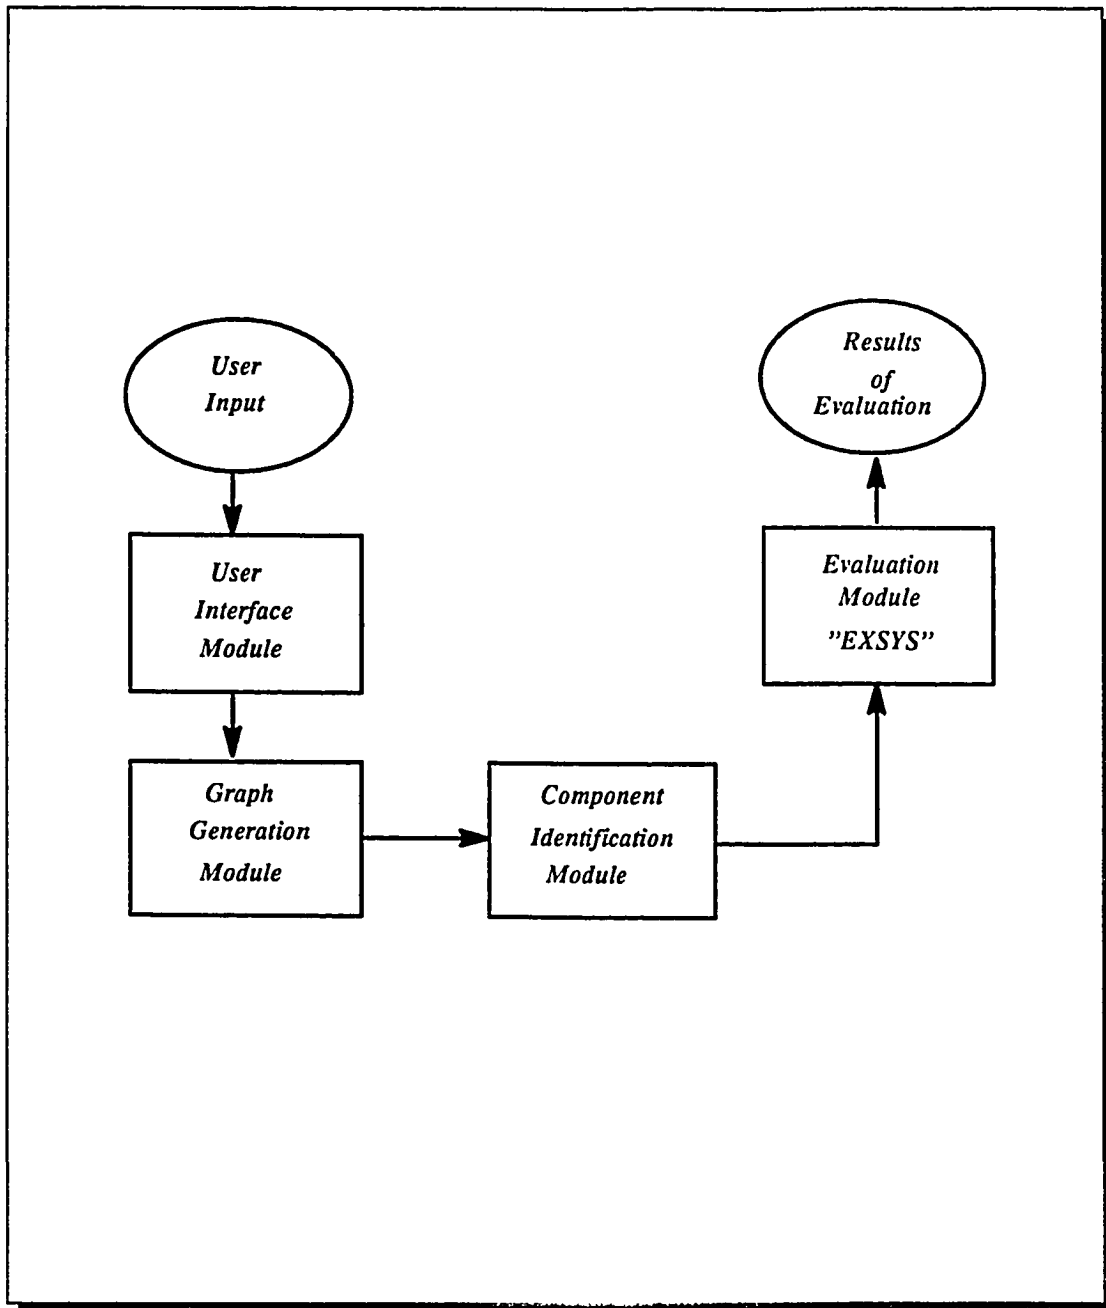 User
Input
User
Interface
Module
Graph
Generation
Module
Component
Identification
Module
Evaluation
Module
”EXSYS”
Results
of
Evaluation